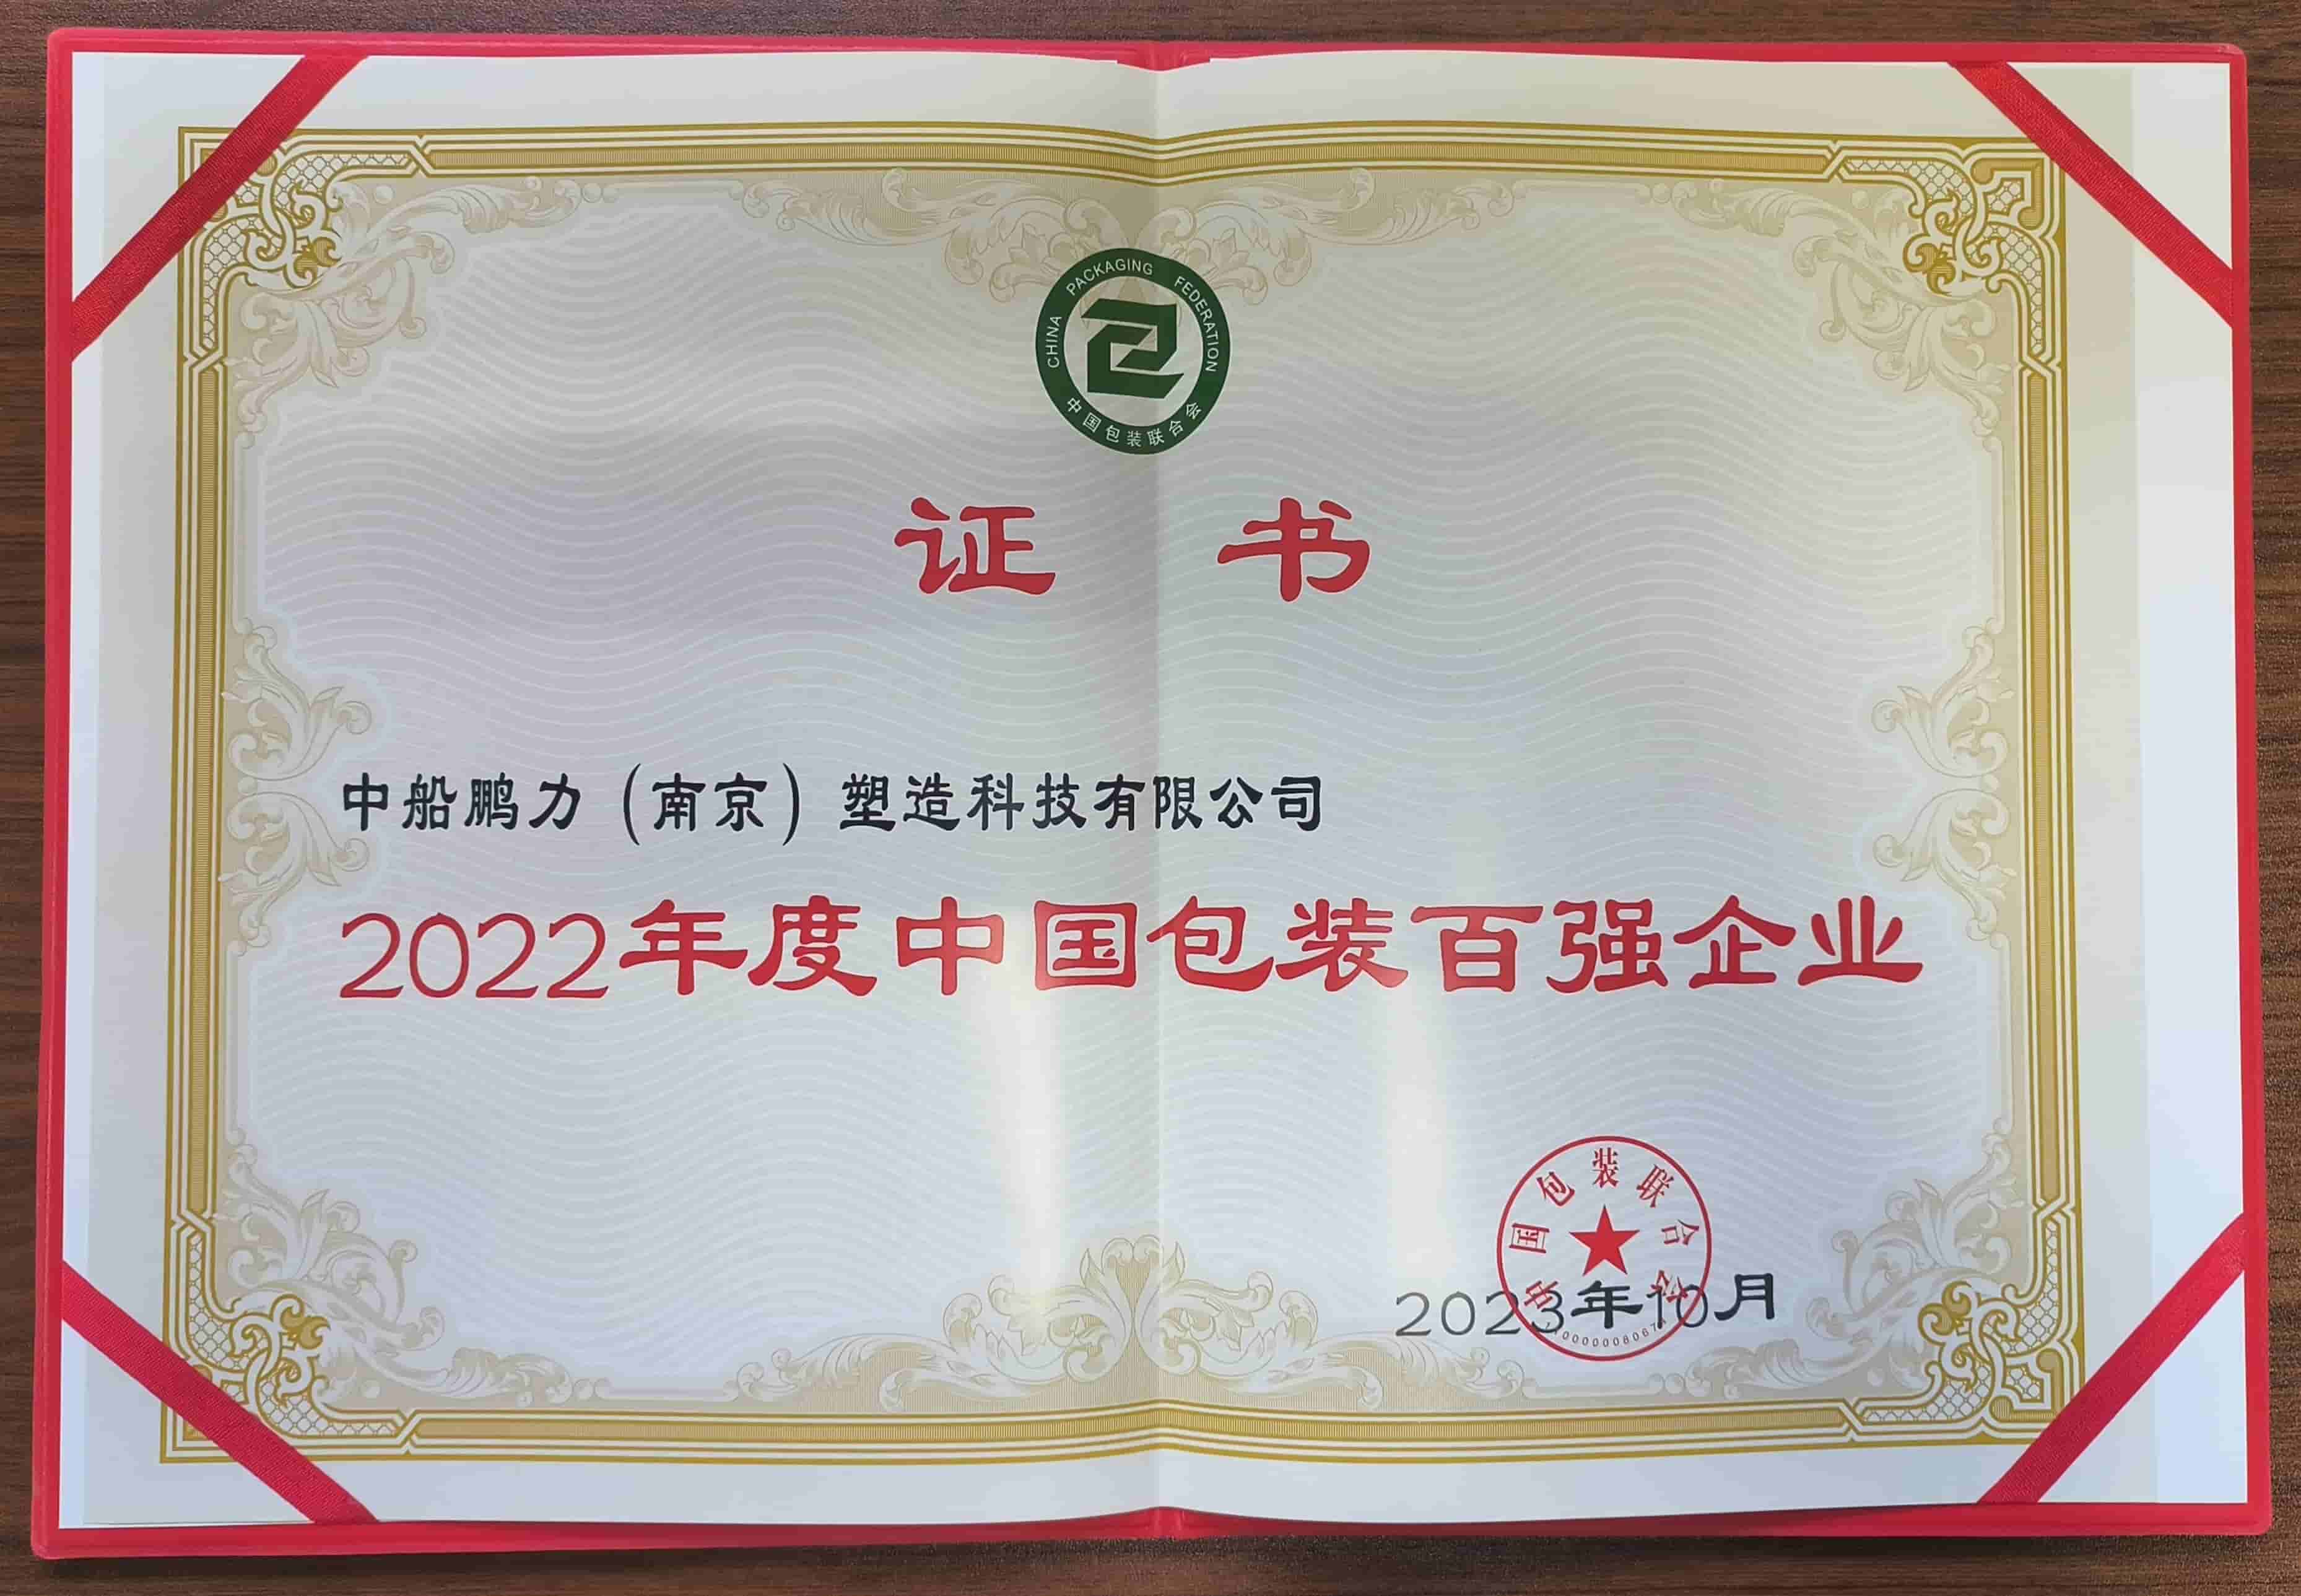 CHINA PACKAGING FEDERATION
中国包装联合会
证书
中船鹏力（南京）塑造科技有限公司
2022年度中国包装百强企业
中国包装联合会
2023年10月